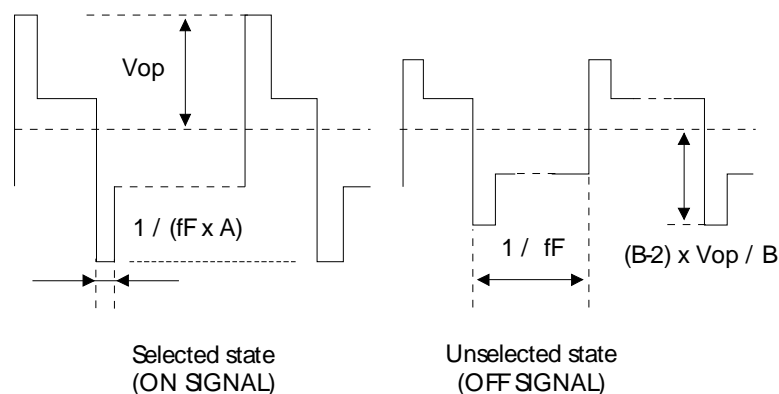 Vop
1 / (fF x A)
1 / fF
(B-2) x Vop / B
Selected state
(ON SIGNAL)
Unselected state
(OFF SIGNAL)